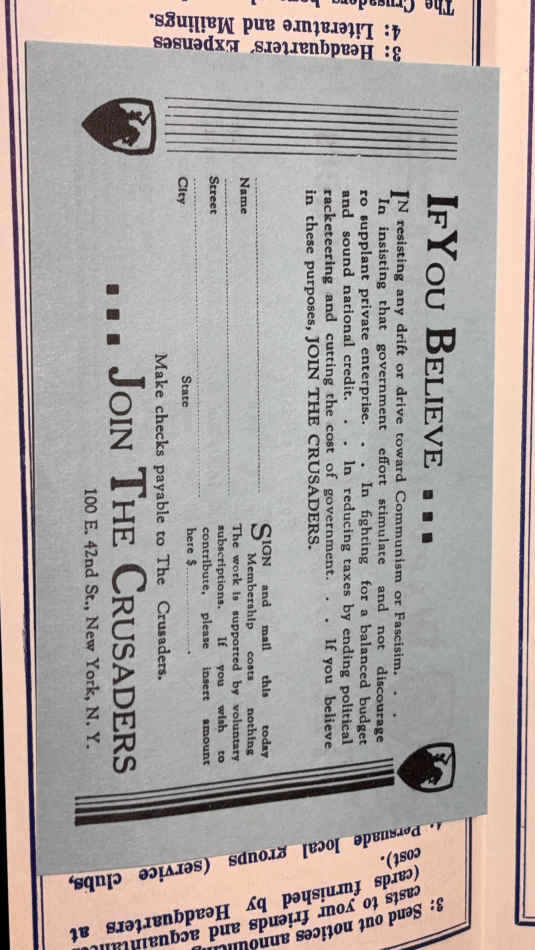 IF YOU BELIEVE ...
IN resisting any drift or drive toward Communism or Fascisim. . .
In insisting that government effort stimulate and not discourage
ro supplant private enterprise. . . In fighting for a balanced budget
and sound national credit. . . In reducing taxes by ending political
racketeering and cutting the cost of government. . . If you believe
in these purposes, JOIN THE CRUSADERS.
Name
Street
City
State
SIGN and mail this today
Membership costs nothing
The work is supported by voluntary
subscriptions. If you wish to
contribute, please insert amount
here $..........
Make checks payable to The Crusaders.
... JOIN THE CRUSADERS
100 E. 42nd St., New York, N. Y.
3: Send out notices announcing
casts to your friends and
(cards furnished by Headquarters at
cost).
4. Persuade local groups (service clubs,
3: Headquarters' Expenses
4: Literature and Mailings.
The Crusaders